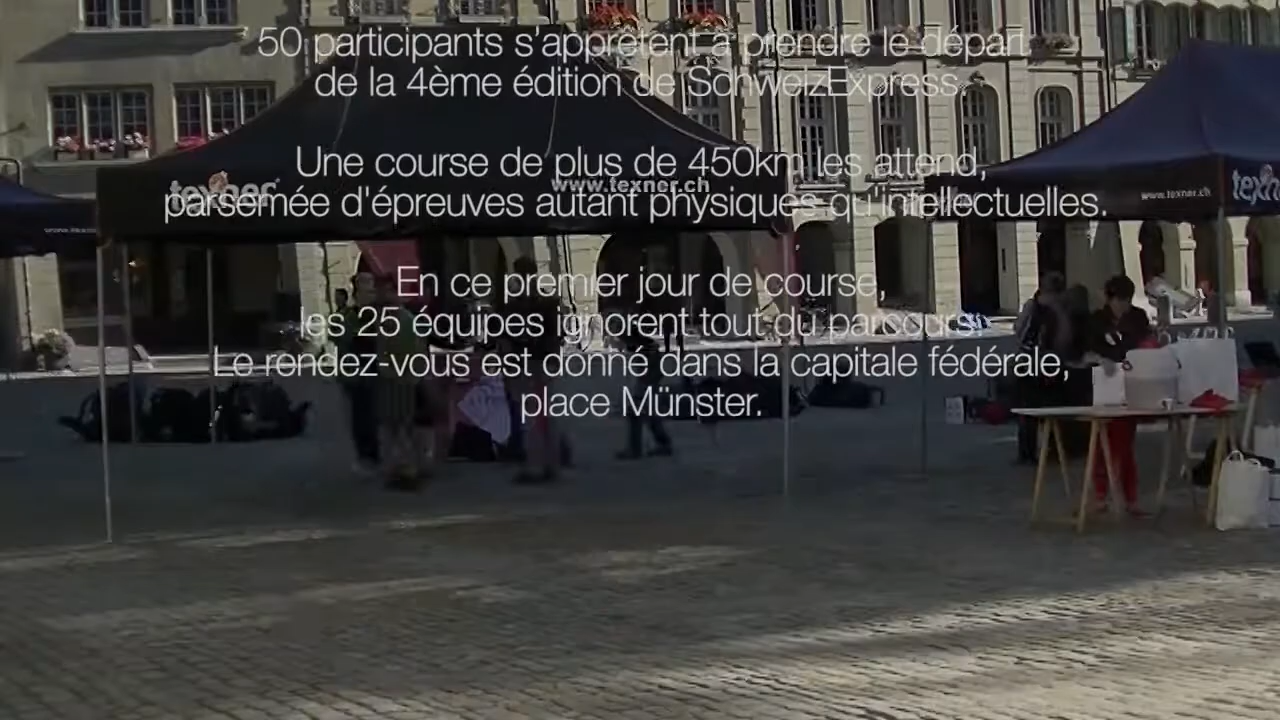 50 participants s'apprêtent à prendre le départ
de la 4ème édition de SchweizExpress.
Une course de plus de 450km les attend,
parsemée d'épreuves autant physiques qu'intellectuelles.
En ce premier jour de course,
les 25 équipes ignorent tout du parcours.
Le rendez-vous est donné dans la capitale fédérale,
place Münster.
texner
www.texner.ch
www.texner.ch
texn
www